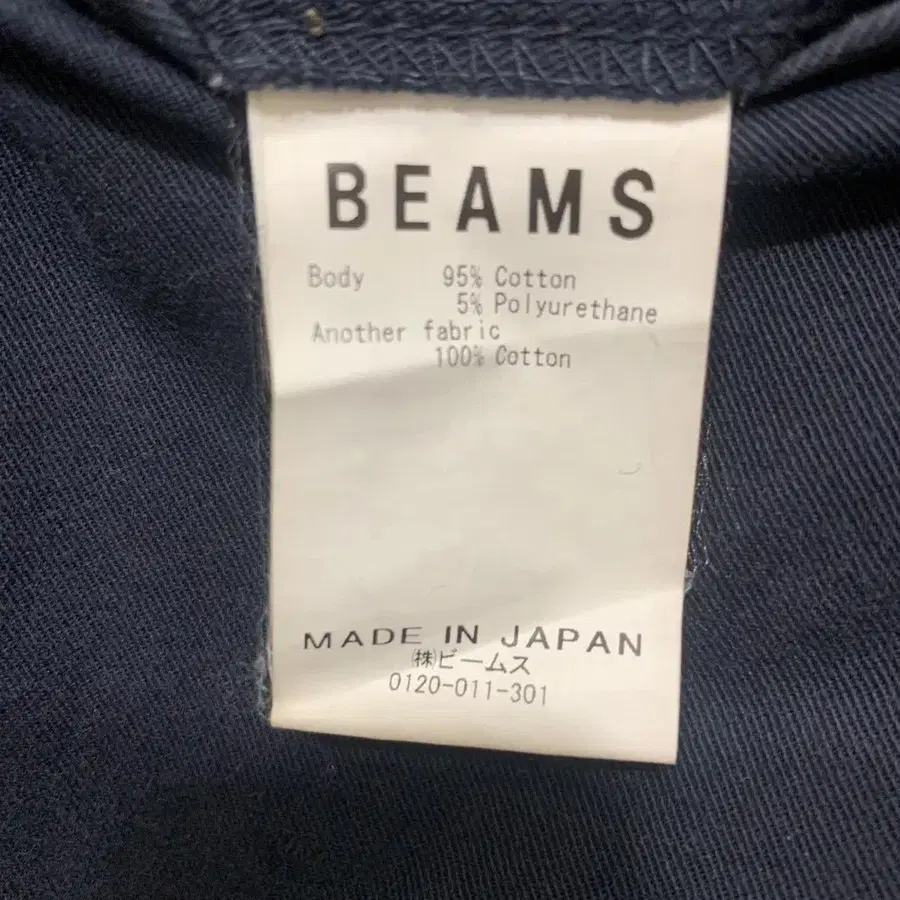 BEAMS
Body 95% Cotton
5% Polyurethane
Another fabric
100% Cotton
MADE IN JAPAN
㈱ビームス
0120-011-301